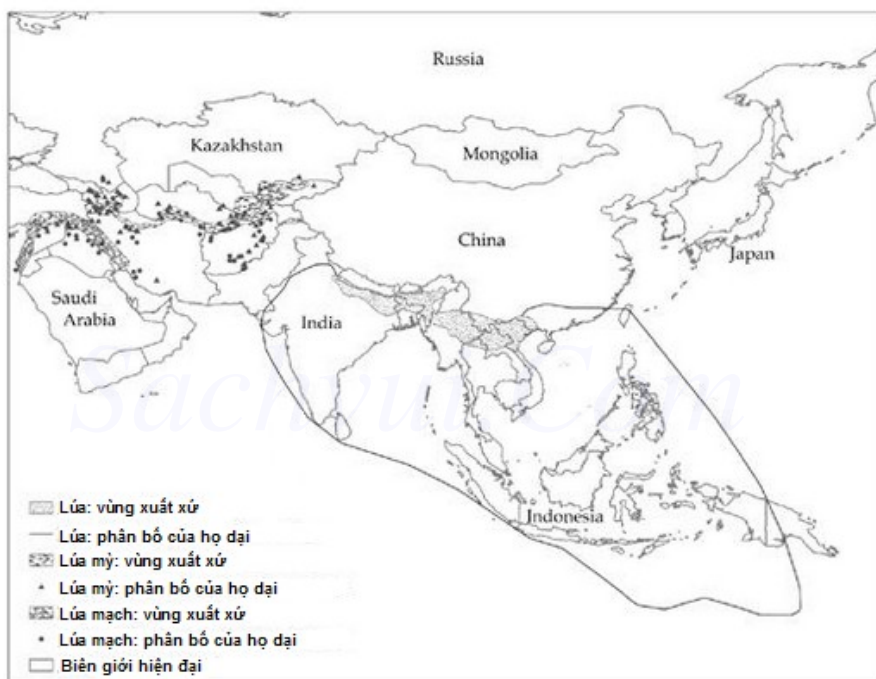 Russia
Kazakhstan
Mongolia
China
Japan
Saudi
Arabia
India
Sachvui.Com
Indonesia
Lúa: vùng xuất xứ
Lúa: phân bố của họ dại
Lúa mỳ: vùng xuất xứ
Lúa mỳ: phân bố của họ dại
Lúa mạch: vùng xuất xứ
Lúa mạch: phân bố của họ dại
Biên giới hiện đại